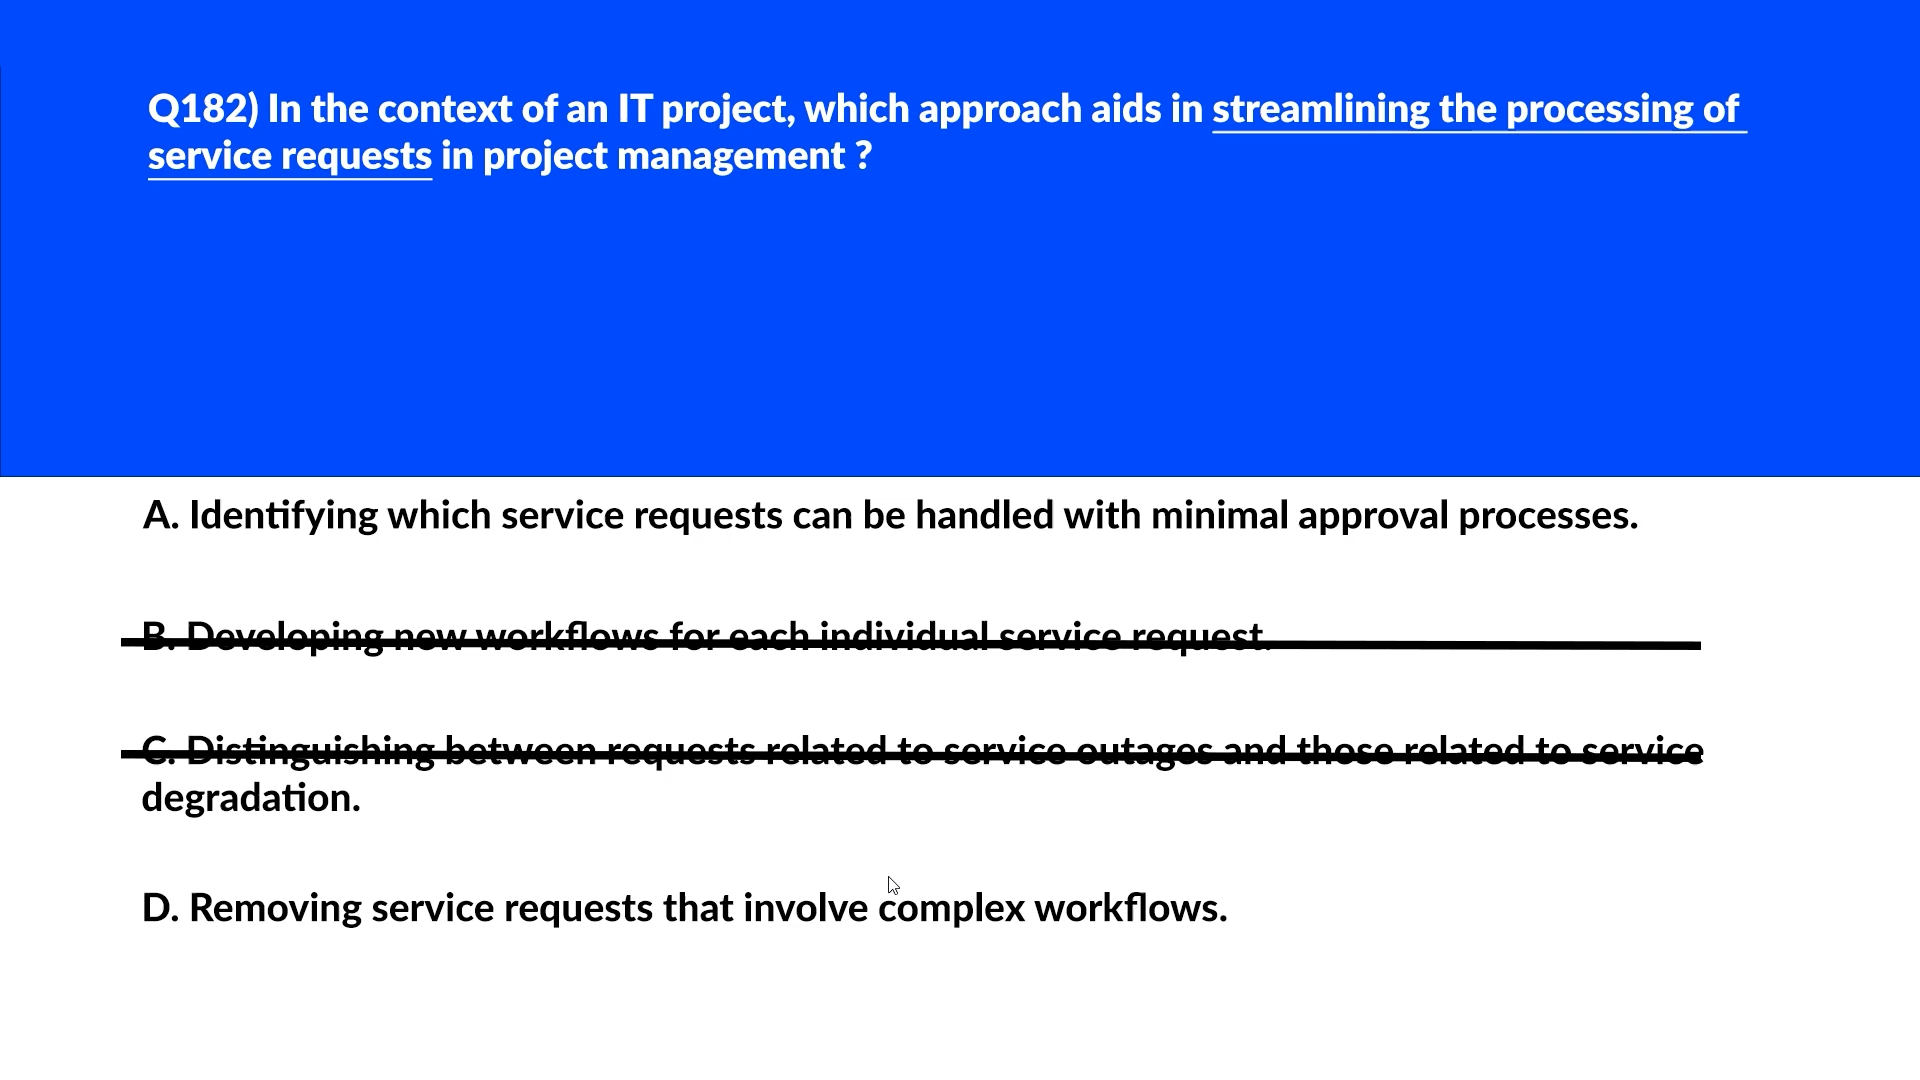 Q182) In the context of an IT project, which approach aids in streamlining the processing of
service requests in project management ?
A. Identifying which service requests can be handled with minimal approval processes.
B. Developing new workflows for each individual service request.
C. Distinguishing between requests related to service outages and those related to service
degradation.
D. Removing service requests that involve complex workflows.